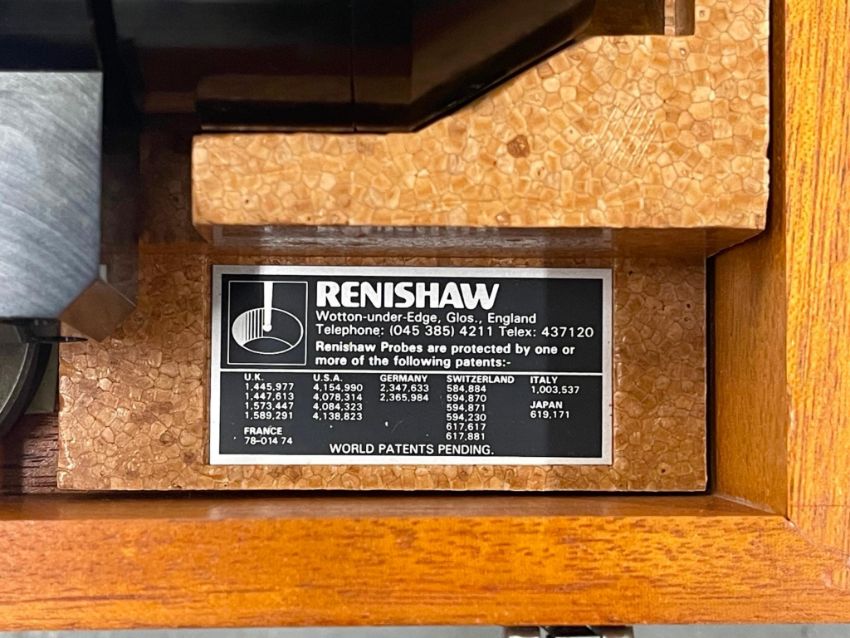 RENISHAW
Wotton-under-Edge, Glos., England
Telephone: (045 385) 4211 Telex: 437120
Renishaw Probes are protected by one or
more of the following patents:-
U.K.
1,445,977
1,447,613
1,573,447
1,589,291
FRANCE
78-014 74
U.S.A.
4,154,990
4,078,314
4,084,323
4,138,823
GERMANY
2,347,633
2,365,984
SWITZERLAND
584,884
594,870
594,871
594,230
617,617
617,881
ITALY
1,003,537
JAPAN
619,171
WORLD PATENTS PENDING.